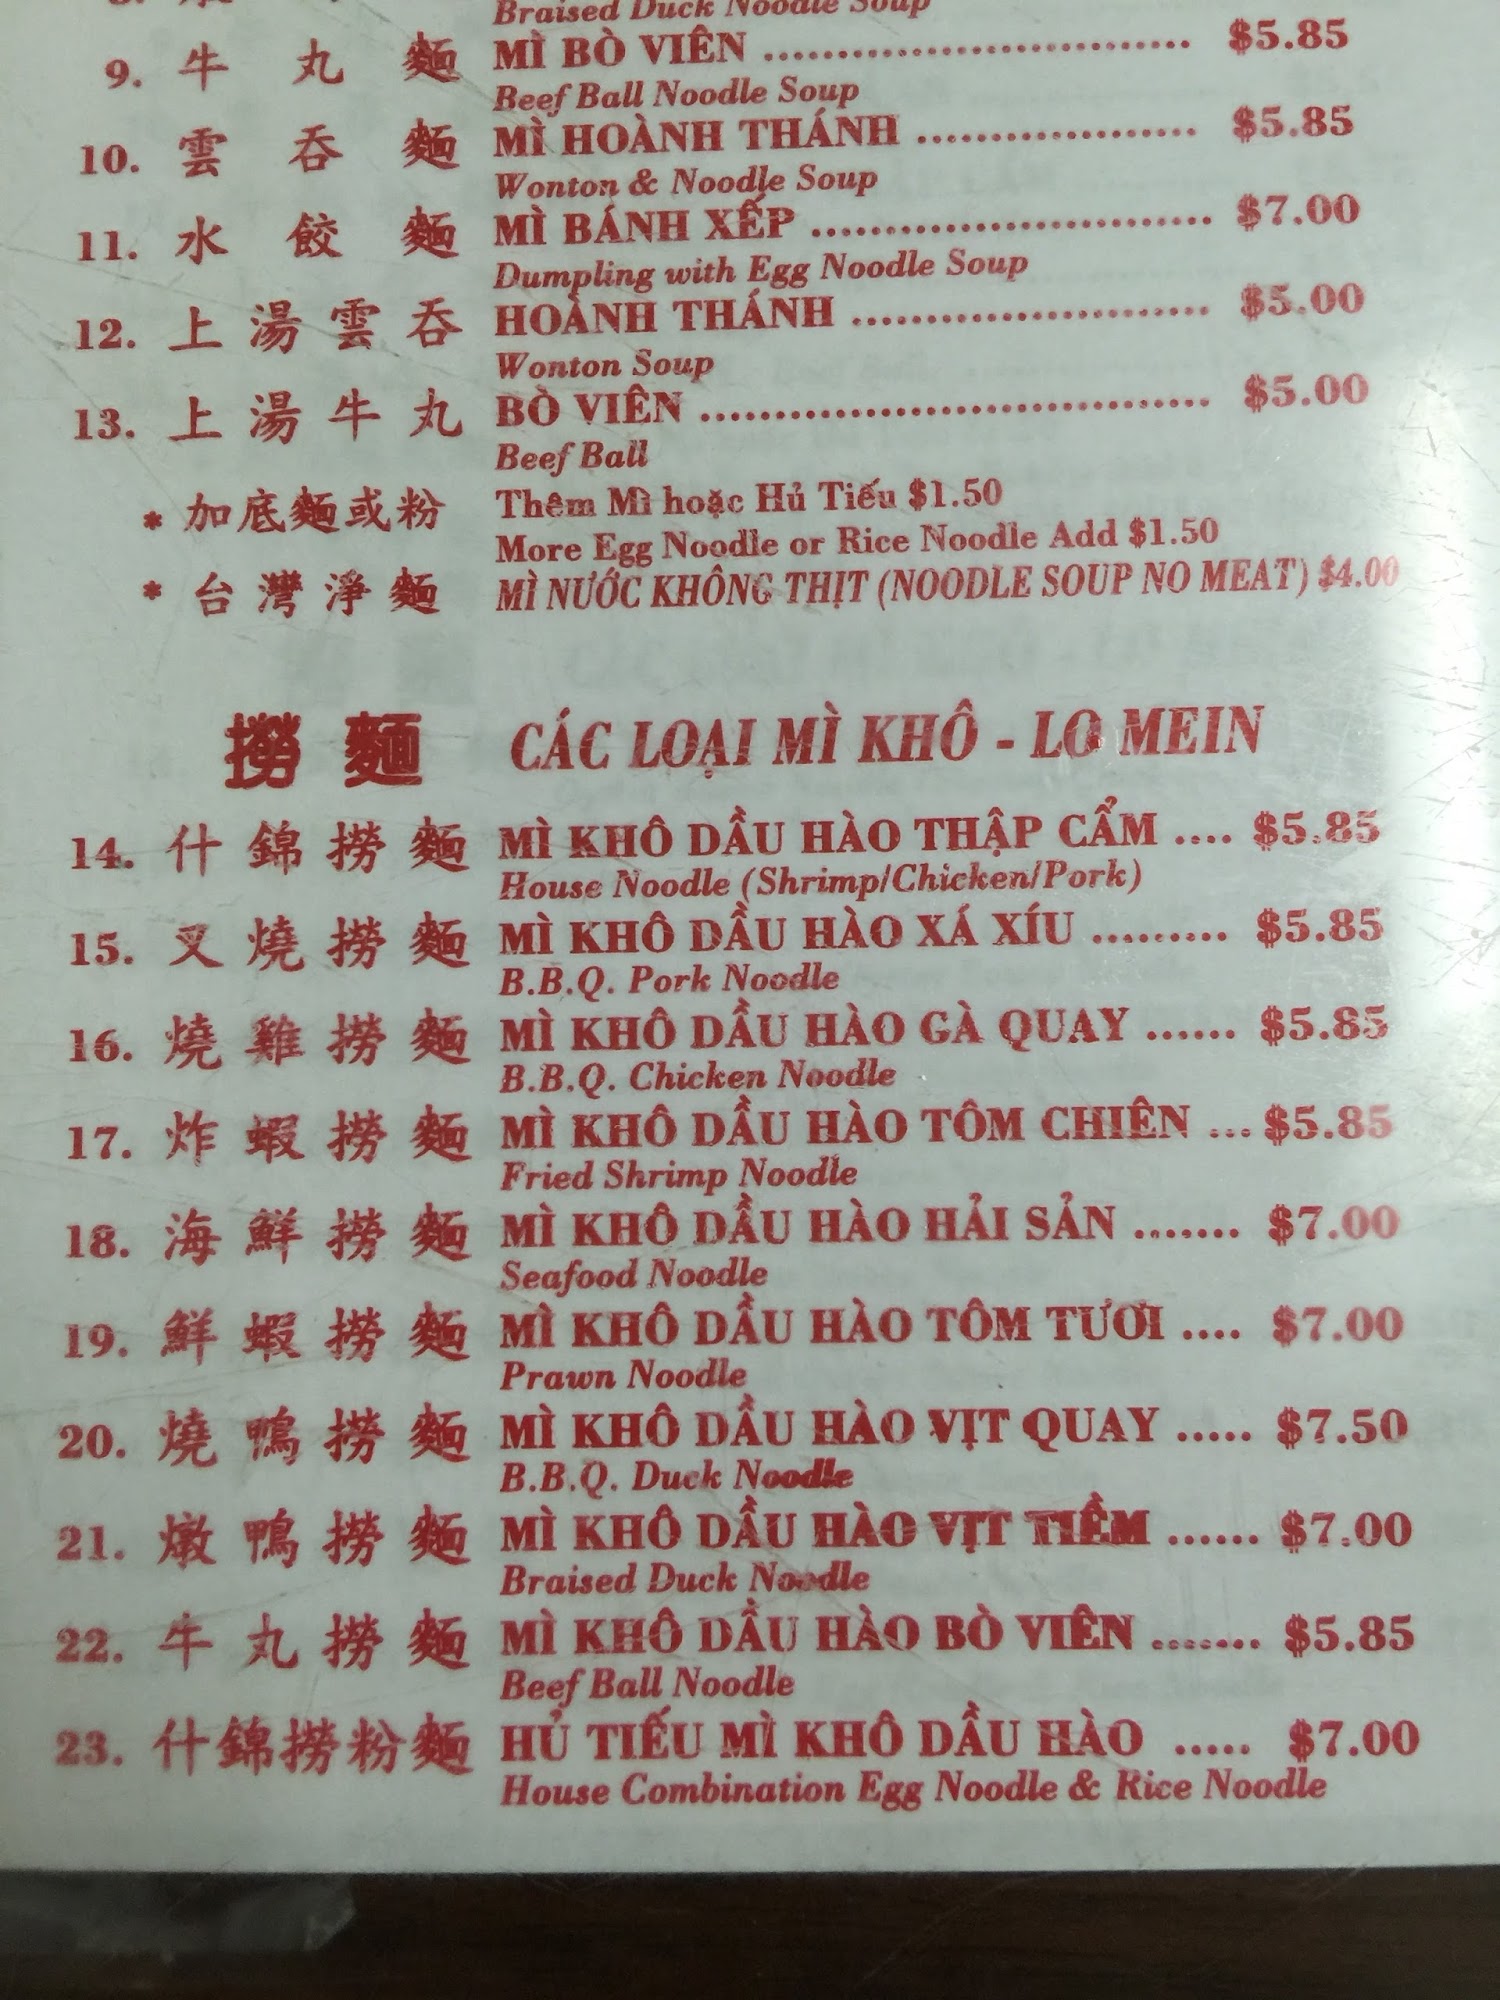 Braised Duck Noodle Soup
9. 牛丸麵 MÌ BÒ VIÊN .............................. $5.85
Beef Ball Noodle Soup
10. 雲吞麵 MÌ HOÀNH THÁNH ................... $5.85
Wonton & Noodle Soup
11. 水餃麵 MÌ BÁNH XẾP ........................... $7.00
Dumpling with Egg Noodle Soup
12. 上湯雲吞 HOÀNH THÁNH ........................ $5.00
Wonton Soup
13. 上湯牛丸 BÒ VIÊN .................................. $5.00
Beef Ball
* 加底麵或粉 Thêm Mì hoặc Hủ Tiếu $1.50
More Egg Noodle or Rice Noodle Add $1.50
* 台灣淨麵 MÌ NƯỚC KHÔNG THỊT (NOODLE SOUP NO MEAT) $4.00
撈麵 CÁC LOẠI MÌ KHÔ - LO MEIN
14. 什錦撈麵 MÌ KHÔ DẦU HÀO THẬP CẨM .... $5.85
House Noodle (Shrimp/Chicken/Pork)
15. 叉燒撈麵 MÌ KHÔ DẦU HÀO XÁ XÍU ......... $5.85
B.B.Q. Pork Noodle
16. 燒雞撈麵 MÌ KHÔ DẦU HÀO GÀ QUAY ...... $5.85
B.B.Q. Chicken Noodle
17. 炸蝦撈麵 MÌ KHÔ DẦU HÀO TÔM CHIÊN ... $5.85
Fried Shrimp Noodle
18. 海鮮撈麵 MÌ KHÔ DẦU HÀO HẢI SẢN ....... $7.00
Seafood Noodle
19. 鮮蝦撈麵 MÌ KHÔ DẦU HÀO TÔM TƯƠI .... $7.00
Prawn Noodle
20. 燒鴨撈麵 MÌ KHÔ DẦU HÀO VỊT QUAY ..... $7.50
B.B.Q. Duck Noodle
21. 燉鴨撈麵 MÌ KHÔ DẦU HÀO VỊT TIỀM ...... $7.00
Braised Duck Noodle
22. 牛丸撈麵 MÌ KHÔ DẦU HÀO BÒ VIÊN ....... $5.85
Beef Ball Noodle
23. 什錦撈粉麵 HỦ TIẾU MÌ KHÔ DẦU HÀO ..... $7.00
House Combination Egg Noodle & Rice Noodle